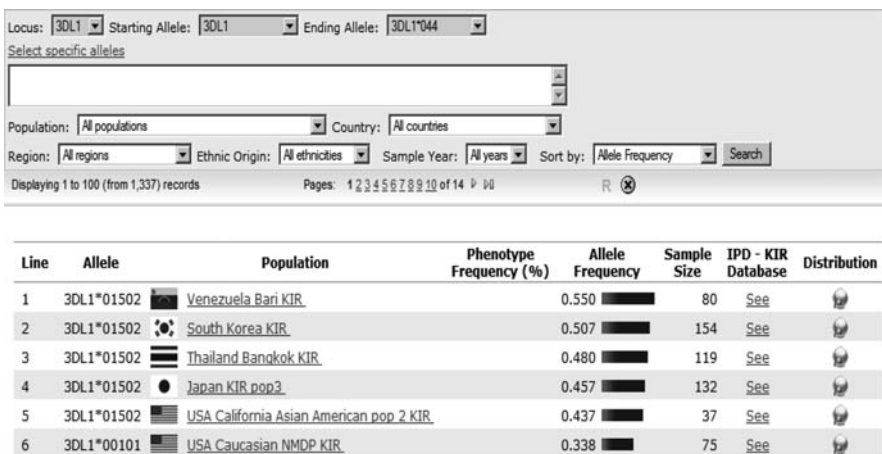 Locus: 3DL1 Starting Allele: 3DL1 Ending Allele: 3DL1*044
Select specific alleles
Population: All populations Country: All countries
Region: All regions Ethnic Origin: All ethnicities Sample Year: All years Sort by: Allele Frequency Search
Displaying 1 to 100 (from 1,337) records Pages: 1 2 3 4 5 6 7 8 9 10 of 14 R
Line Allele Population Phenotype Frequency (%) Allele Frequency Sample Size IPD - KIR Database Distribution
1 3DL1*01502 Venezuela Bari KIR 0.550 80 See
2 3DL1*01502 South Korea KIR 0.507 154 See
3 3DL1*01502 Thailand Bangkok KIR 0.480 119 See
4 3DL1*01502 Japan KIR pop3 0.457 132 See
5 3DL1*01502 USA California Asian American pop 2 KIR 0.437 37 See
6 3DL1*00101 USA Caucasian NMDP KIR 0.338 75 See